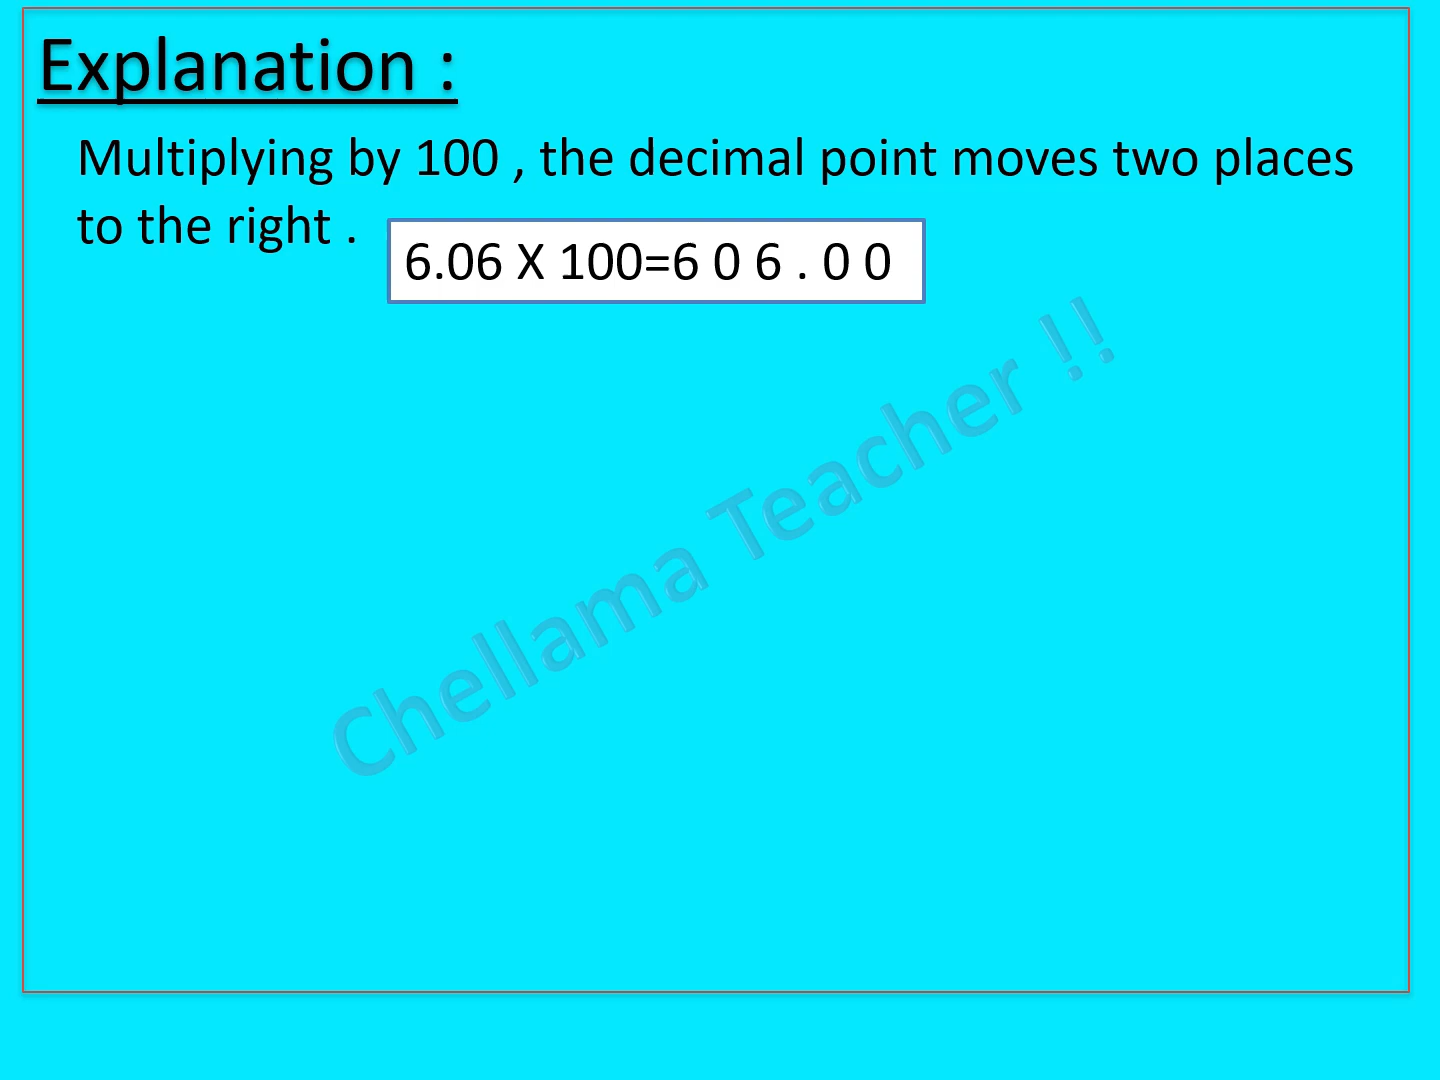 Explanation :
Multiplying by 100 , the decimal point moves two places
to the right .
6.06 X 100=6 0 6 . 0 0
Chellama Teacher !!